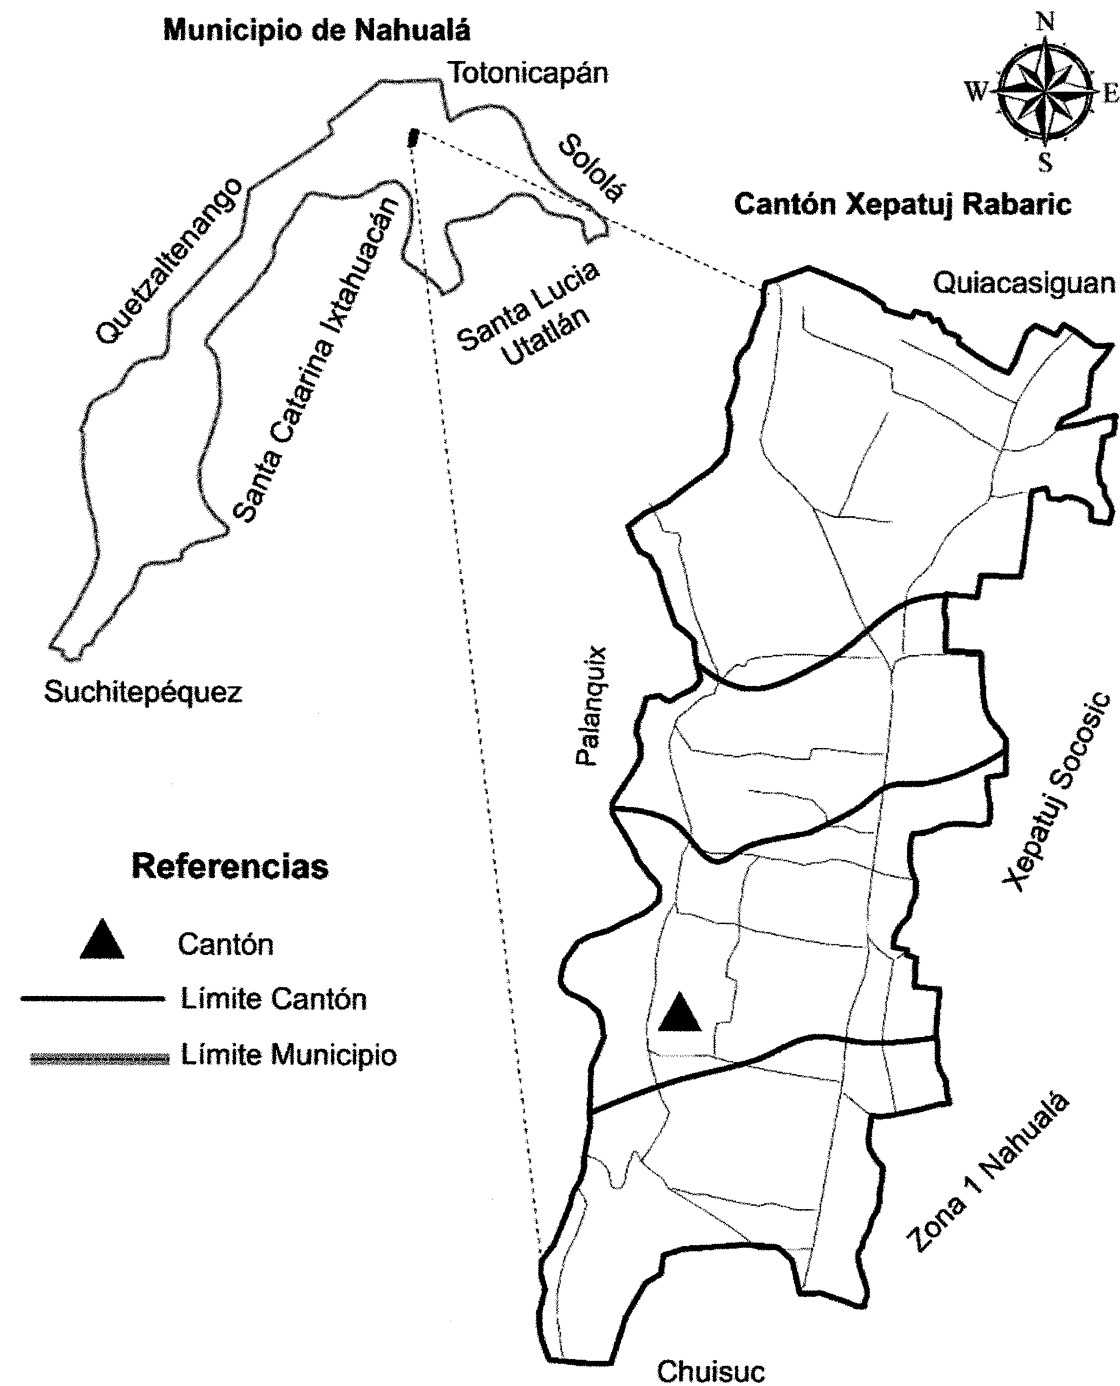 Municipio de Nahualá
Totonicapán
Sololá
Quetzaltenango
Santa Catarina Ixtahuacán
Santa Lucia
Utatlán
Suchitepéquez
N
W
E
S
Cantón Xepatuj Rabaric
Quiacasiguan
Palanquix
Xepatuj Socosic
Zona 1 Nahualá
Chuisuc
Referencias
Cantón
Límite Cantón
Límite Municipio